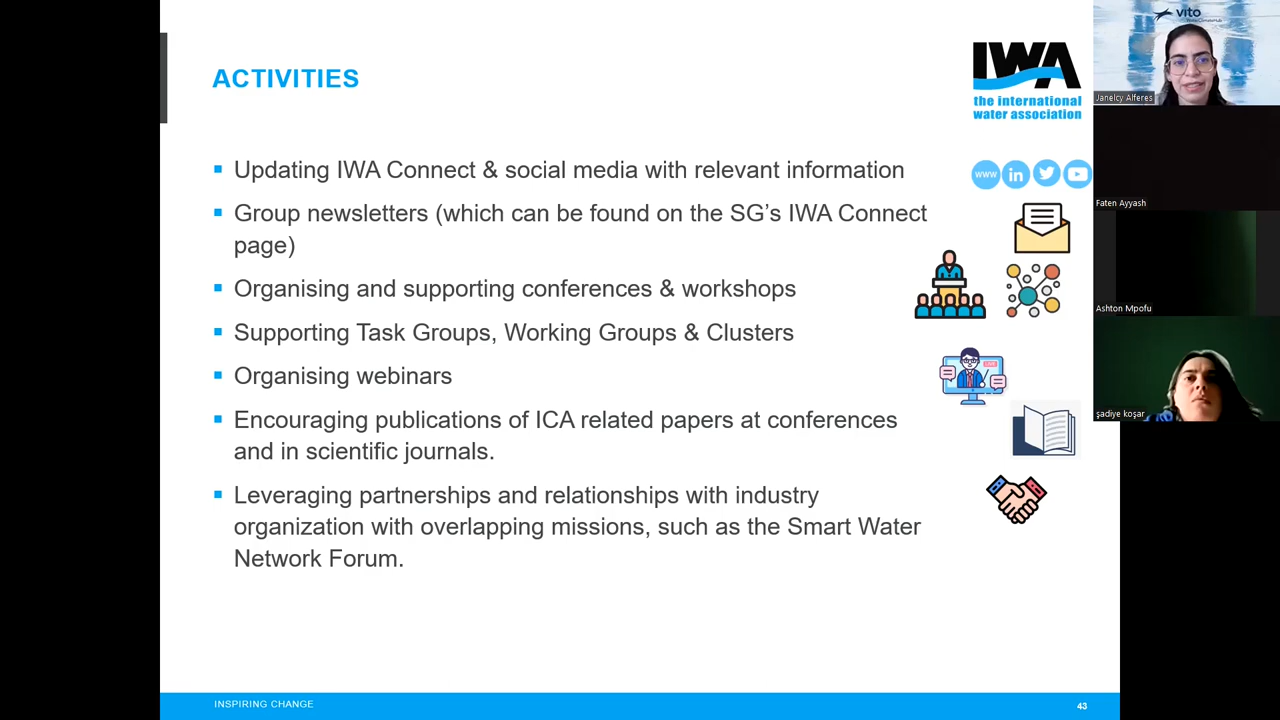 ACTIVITIES
IWA
the international
water association
▪ Updating IWA Connect & social media with relevant information
▪ Group newsletters (which can be found on the SG’s IWA Connect
page)
▪ Organising and supporting conferences & workshops
▪ Supporting Task Groups, Working Groups & Clusters
▪ Organising webinars
▪ Encouraging publications of ICA related papers at conferences
and in scientific journals.
▪ Leveraging partnerships and relationships with industry
organization with overlapping missions, such as the Smart Water
Network Forum.
www in
LIVE
INSPIRING CHANGE
43
vito
Janelcy Alferes
Faten Ayyash
Ashton Mpofu
şadiye koşar